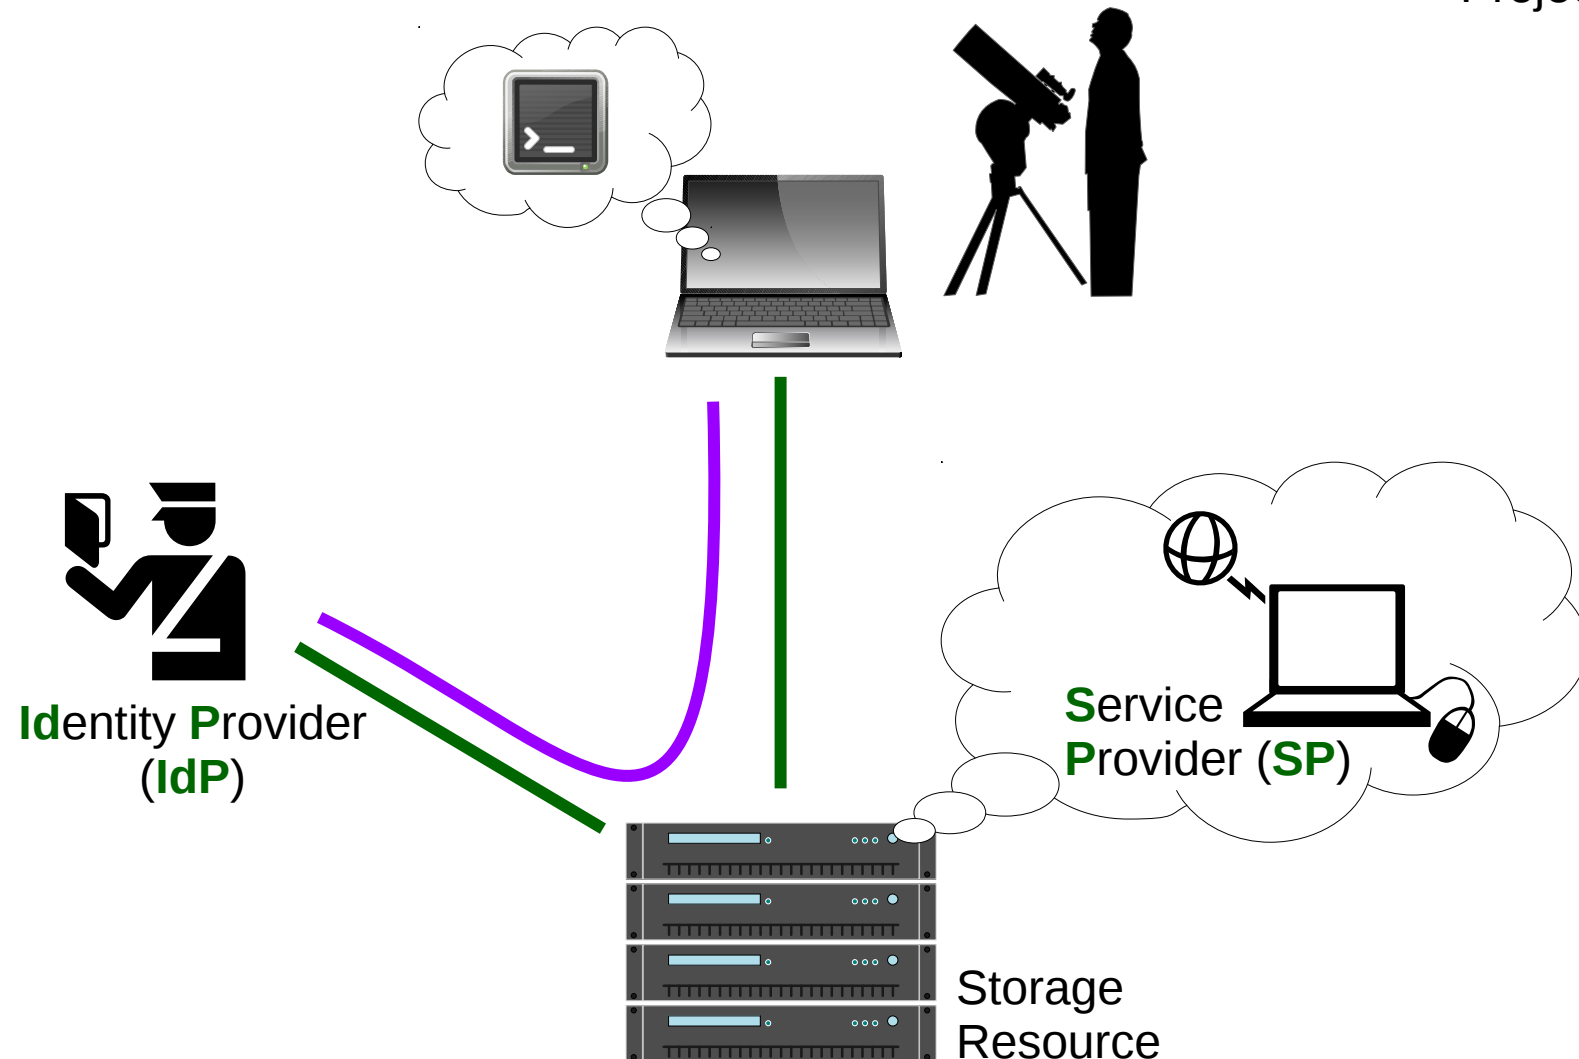 Identity Provider
(IdP)
Service
Provider (SP)
Storage
Resource